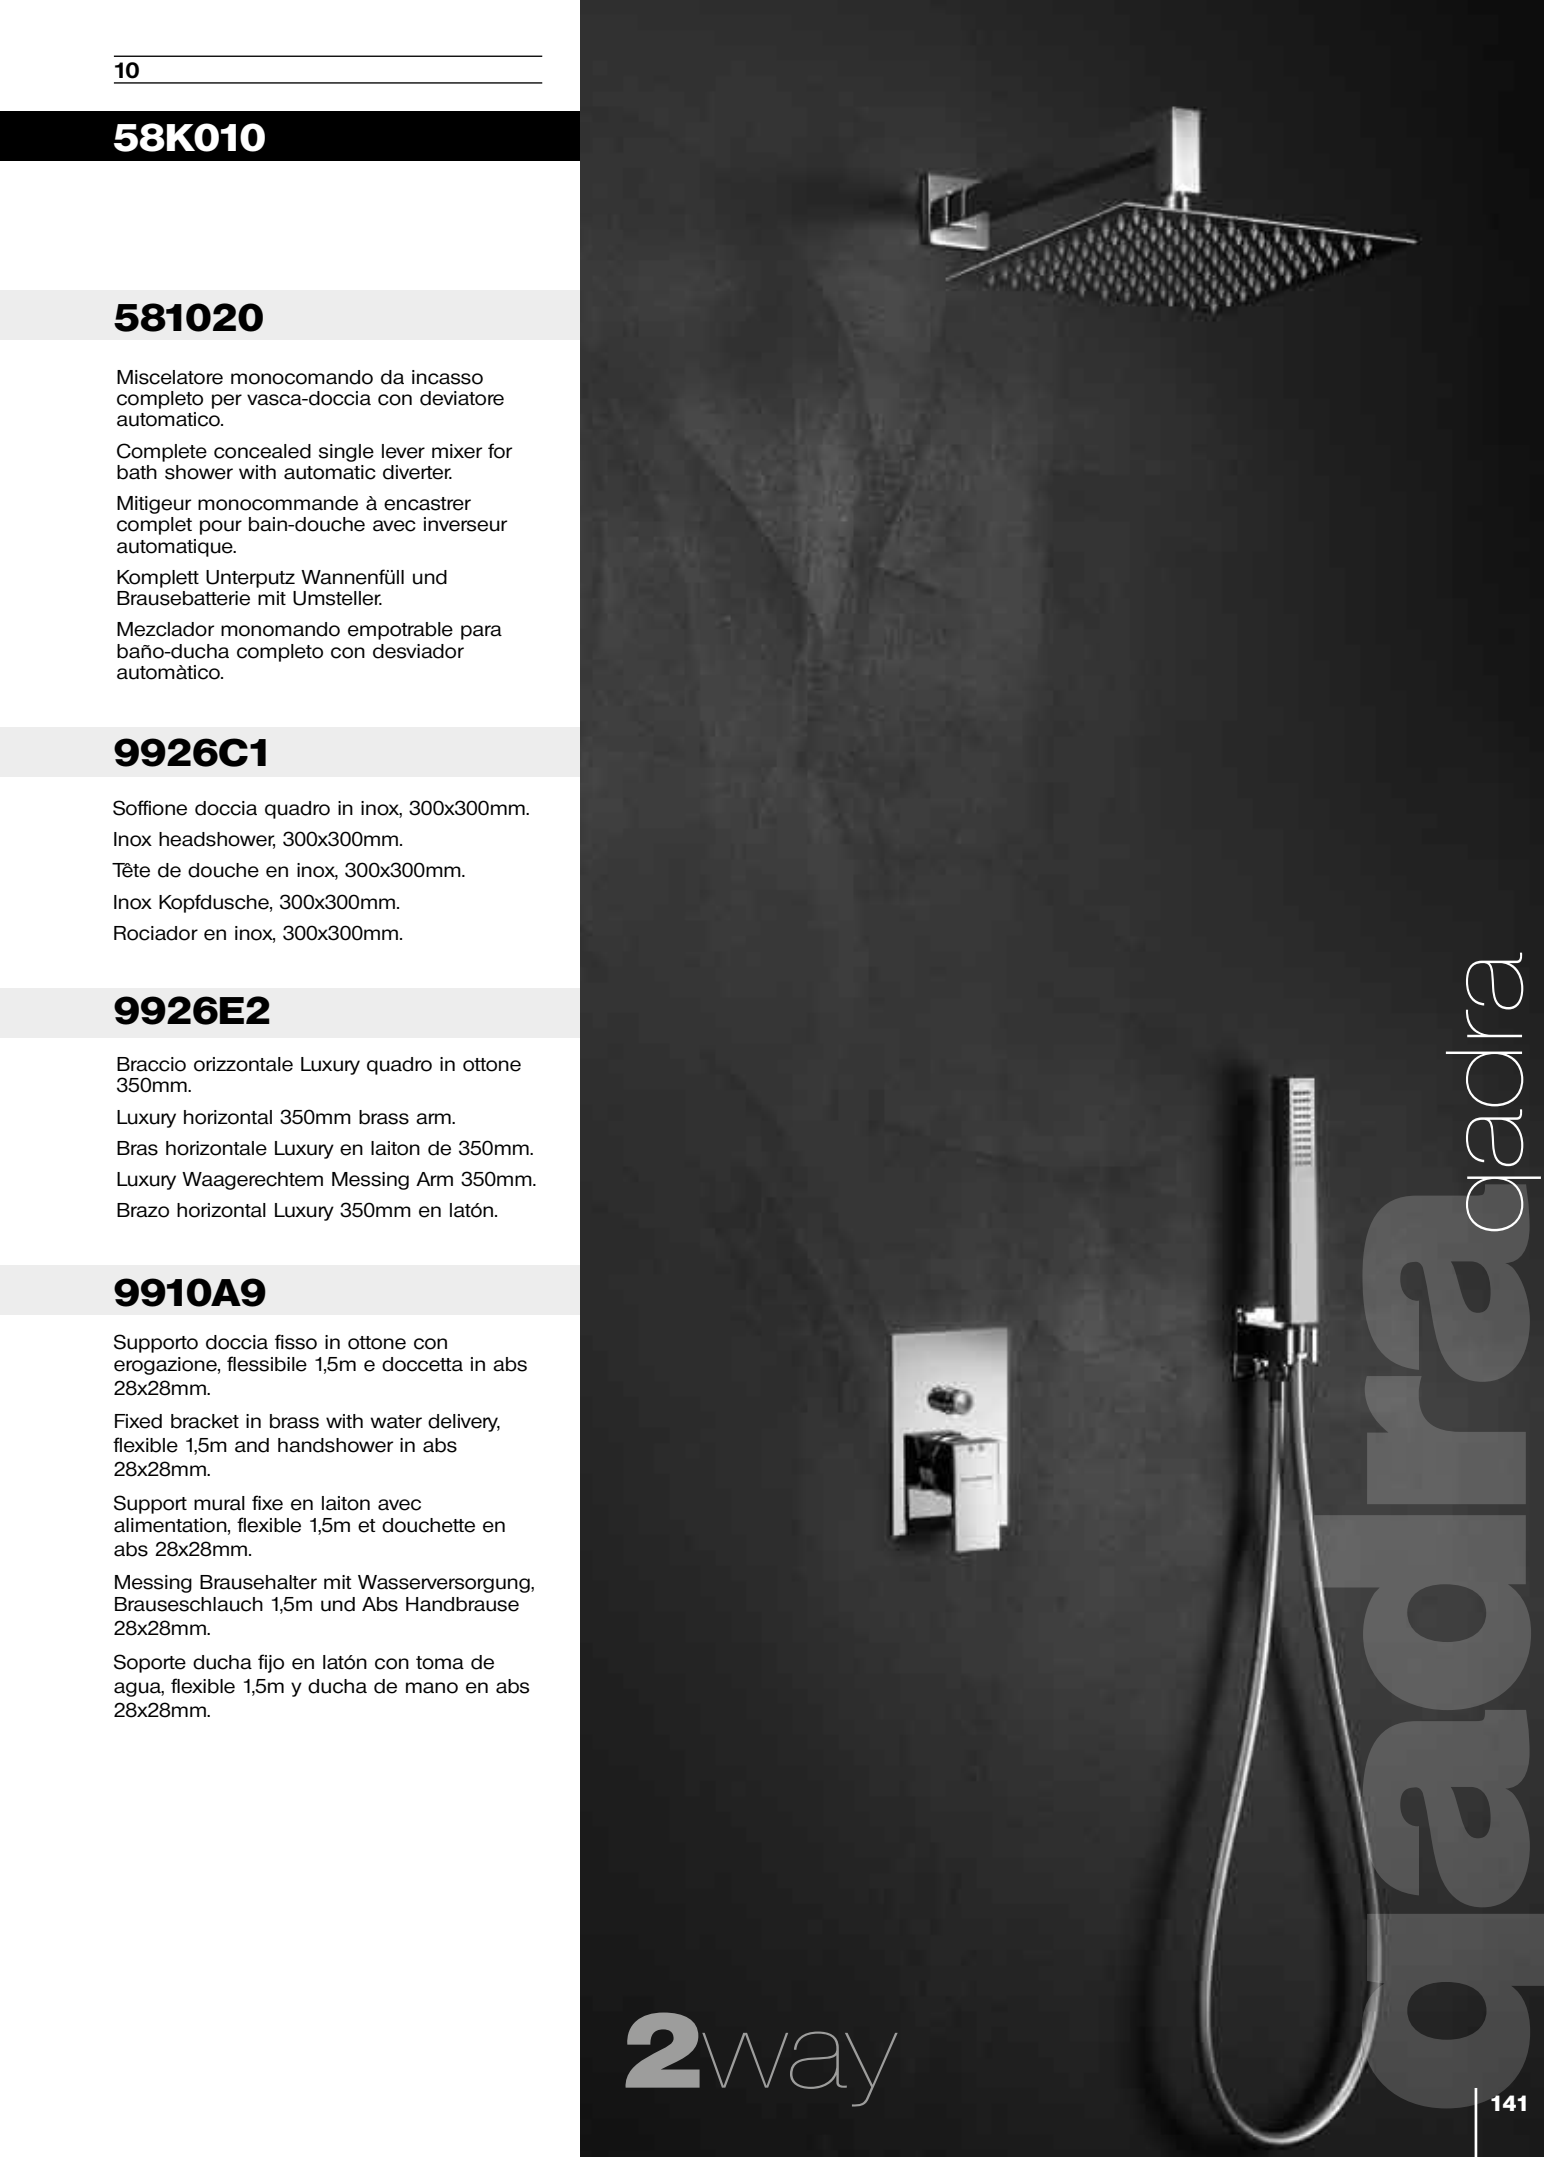 10
58K010
581020
Miscelatore monocomando da incasso
completo per vasca-doccia con deviatore
automatico.
Complete concealed single lever mixer for
bath shower with automatic diverter.
Mitigeur monocommande à encastrer
complet pour bain-douche avec inverseur
automatique.
Komplett Unterputz Wannenfüll und
Brausebatterie mit Umsteller.
Mezclador monomando empotrable para
baño-ducha completo con desviador
automàtico.
9926C1
Soffione doccia quadro in inox, 300x300mm.
Inox headshower, 300x300mm.
Tête de douche en inox, 300x300mm.
Inox Kopfdusche, 300x300mm.
Rociador en inox, 300x300mm.
9926E2
Braccio orizzontale Luxury quadro in ottone
350mm.
Luxury horizontal 350mm brass arm.
Bras horizontale Luxury en laiton de 350mm.
Luxury Waagerechtem Messing Arm 350mm.
Brazo horizontal Luxury 350mm en latón.
9910A9
Supporto doccia fisso in ottone con
erogazione, flessibile 1,5m e doccetta in abs
28x28mm.
Fixed bracket in brass with water delivery,
flexible 1,5m and handshower in abs
28x28mm.
Support mural fixe en laiton avec
alimentation, flexible 1,5m et douchette en
abs 28x28mm.
Messing Brausehalter mit Wasserversorgung,
Brauseschlauch 1,5m und Abs Handbrause
28x28mm.
Soporte ducha fijo en latón con toma de
agua, flexible 1,5m y ducha de mano en abs
28x28mm.
qadra
qadra
2way
141